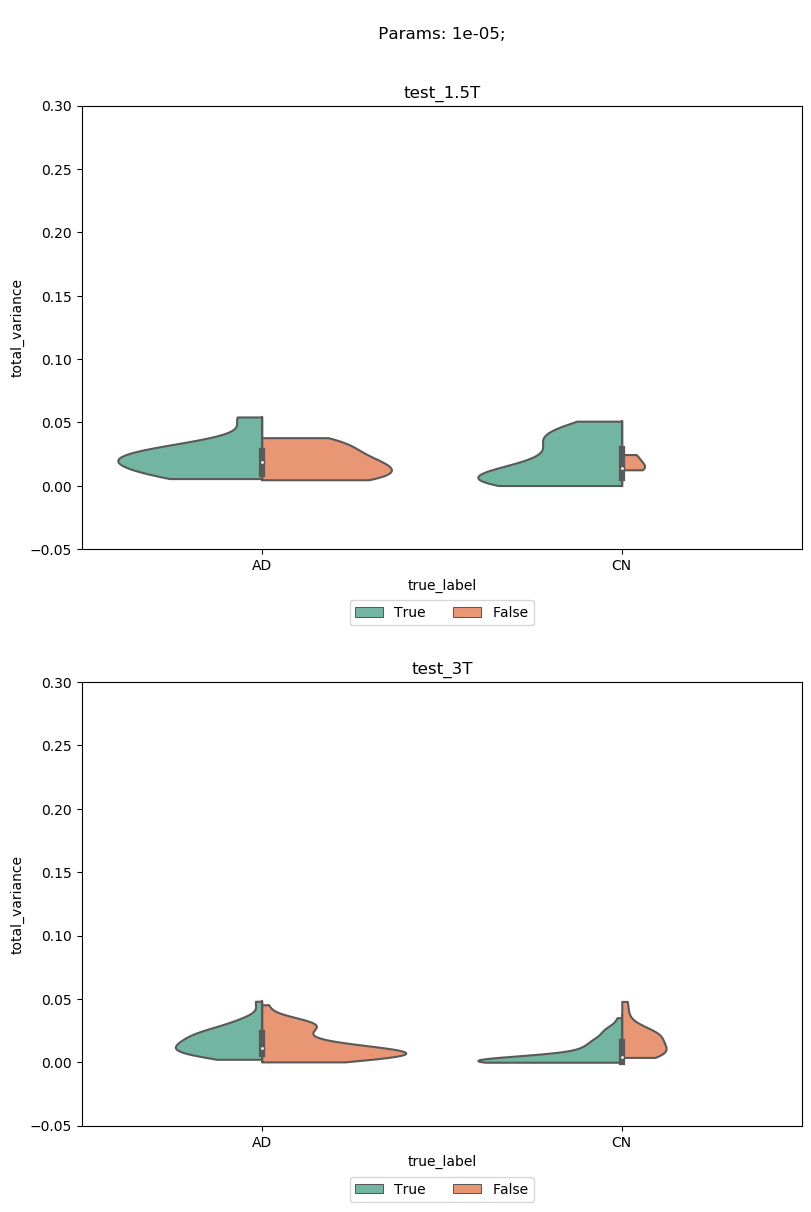 Params: 1e-05;
test_1.5T
0.30
0.25
0.20
0.15
0.10
0.05
0.00
−0.05
total_variance
AD CN
true_label
True False
test_3T
0.30
0.25
0.20
0.15
0.10
0.05
0.00
−0.05
total_variance
AD CN
true_label
True False